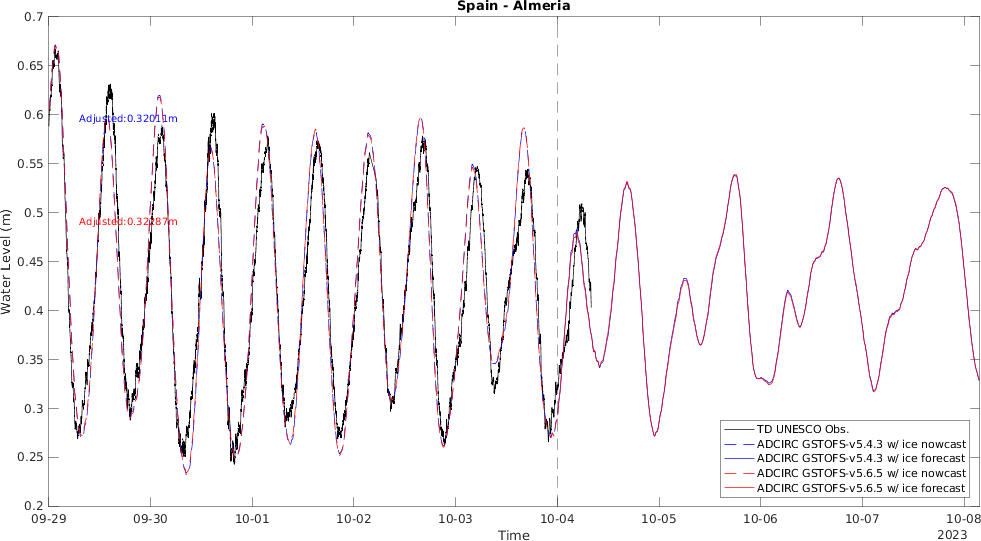 Spain - Almeria
0.7
0.65
0.6
0.55
0.5
0.45
0.4
0.35
0.3
0.25
0.2
Water Level (m)
Adjusted:0.32011m
Adjusted:0.32287m
TD UNESCO Obs.
ADCIRC GSTOFS-v5.4.3 w/ ice nowcast
ADCIRC GSTOFS-v5.4.3 w/ ice forecast
ADCIRC GSTOFS-v5.6.5 w/ ice nowcast
ADCIRC GSTOFS-v5.6.5 w/ ice forecast
09-29 09-30 10-01 10-02 10-03 10-04 10-05 10-06 10-07 10-08
Time
2023